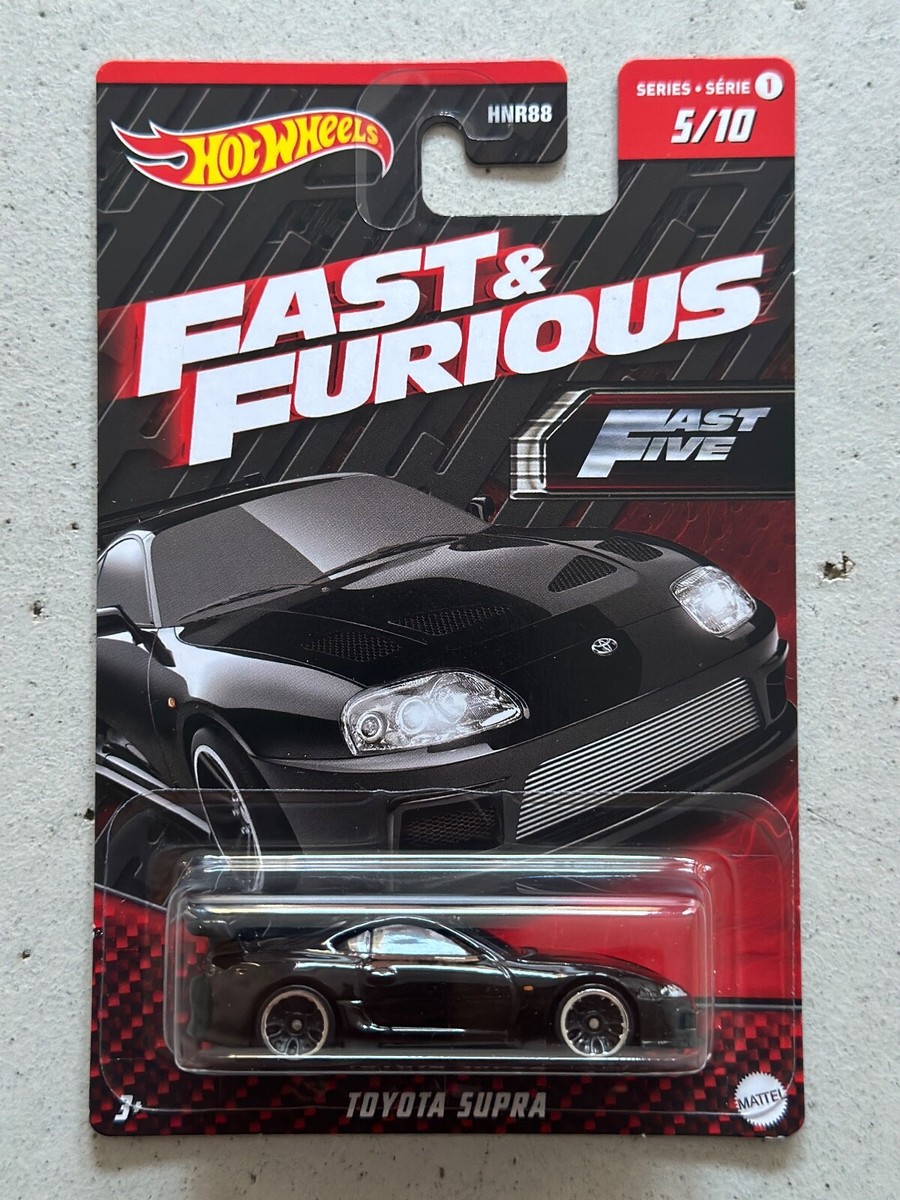 HOT WHEELS
HNR88
SERIES • SÉRIE 1
5/10
FAST &
FURIOUS
FAST
FIVE
3+
TOYOTA SUPRA
MATTEL